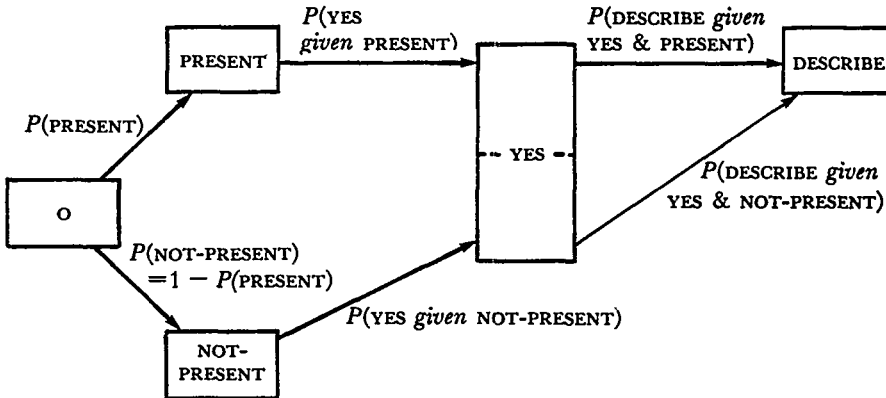 P(YES
given PRESENT)
P(DESCRIBE given
YES & PRESENT)
PRESENT
DESCRIBE
P(PRESENT)
YES
P(DESCRIBE given
YES & NOT-PRESENT)
O
P(NOT-PRESENT)
=1 — P(PRESENT)
P(YES given NOT-PRESENT)
NOT-
PRESENT